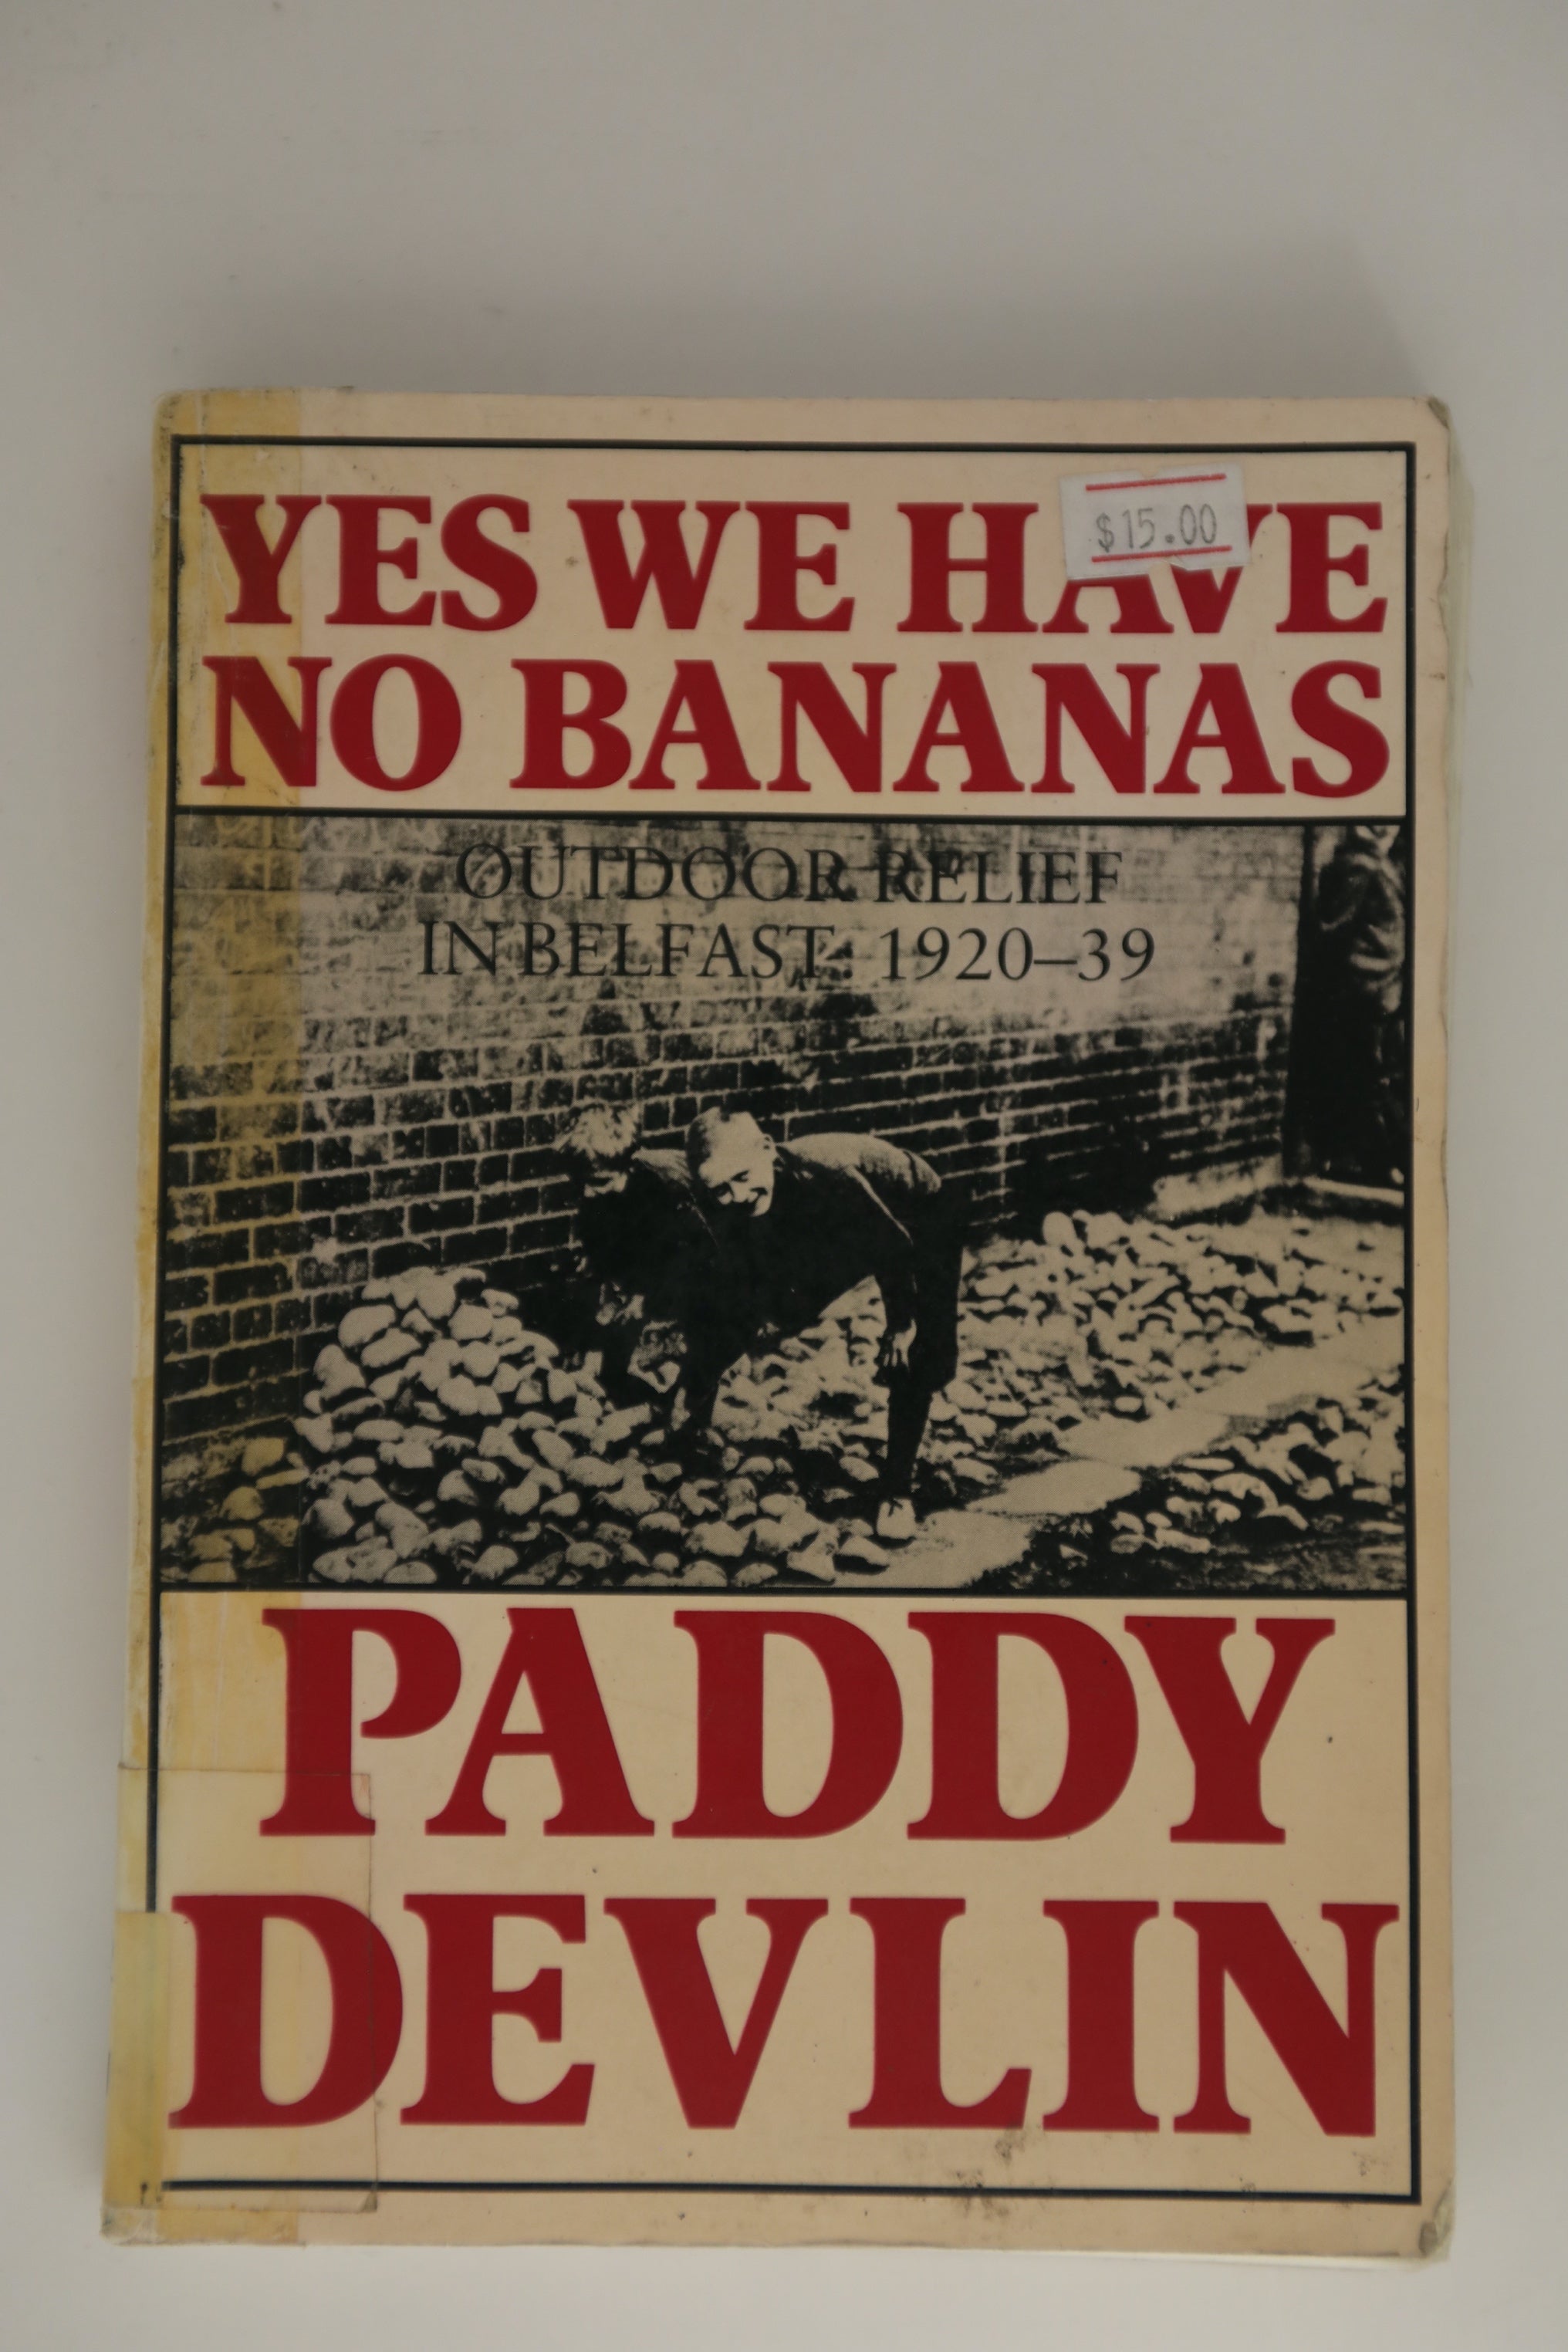 YES WE HAVE
$15.00
NO BANANAS
OUTDOOR RELIEF
IN BELFAST: 1920–39
PADDY
DEVLIN